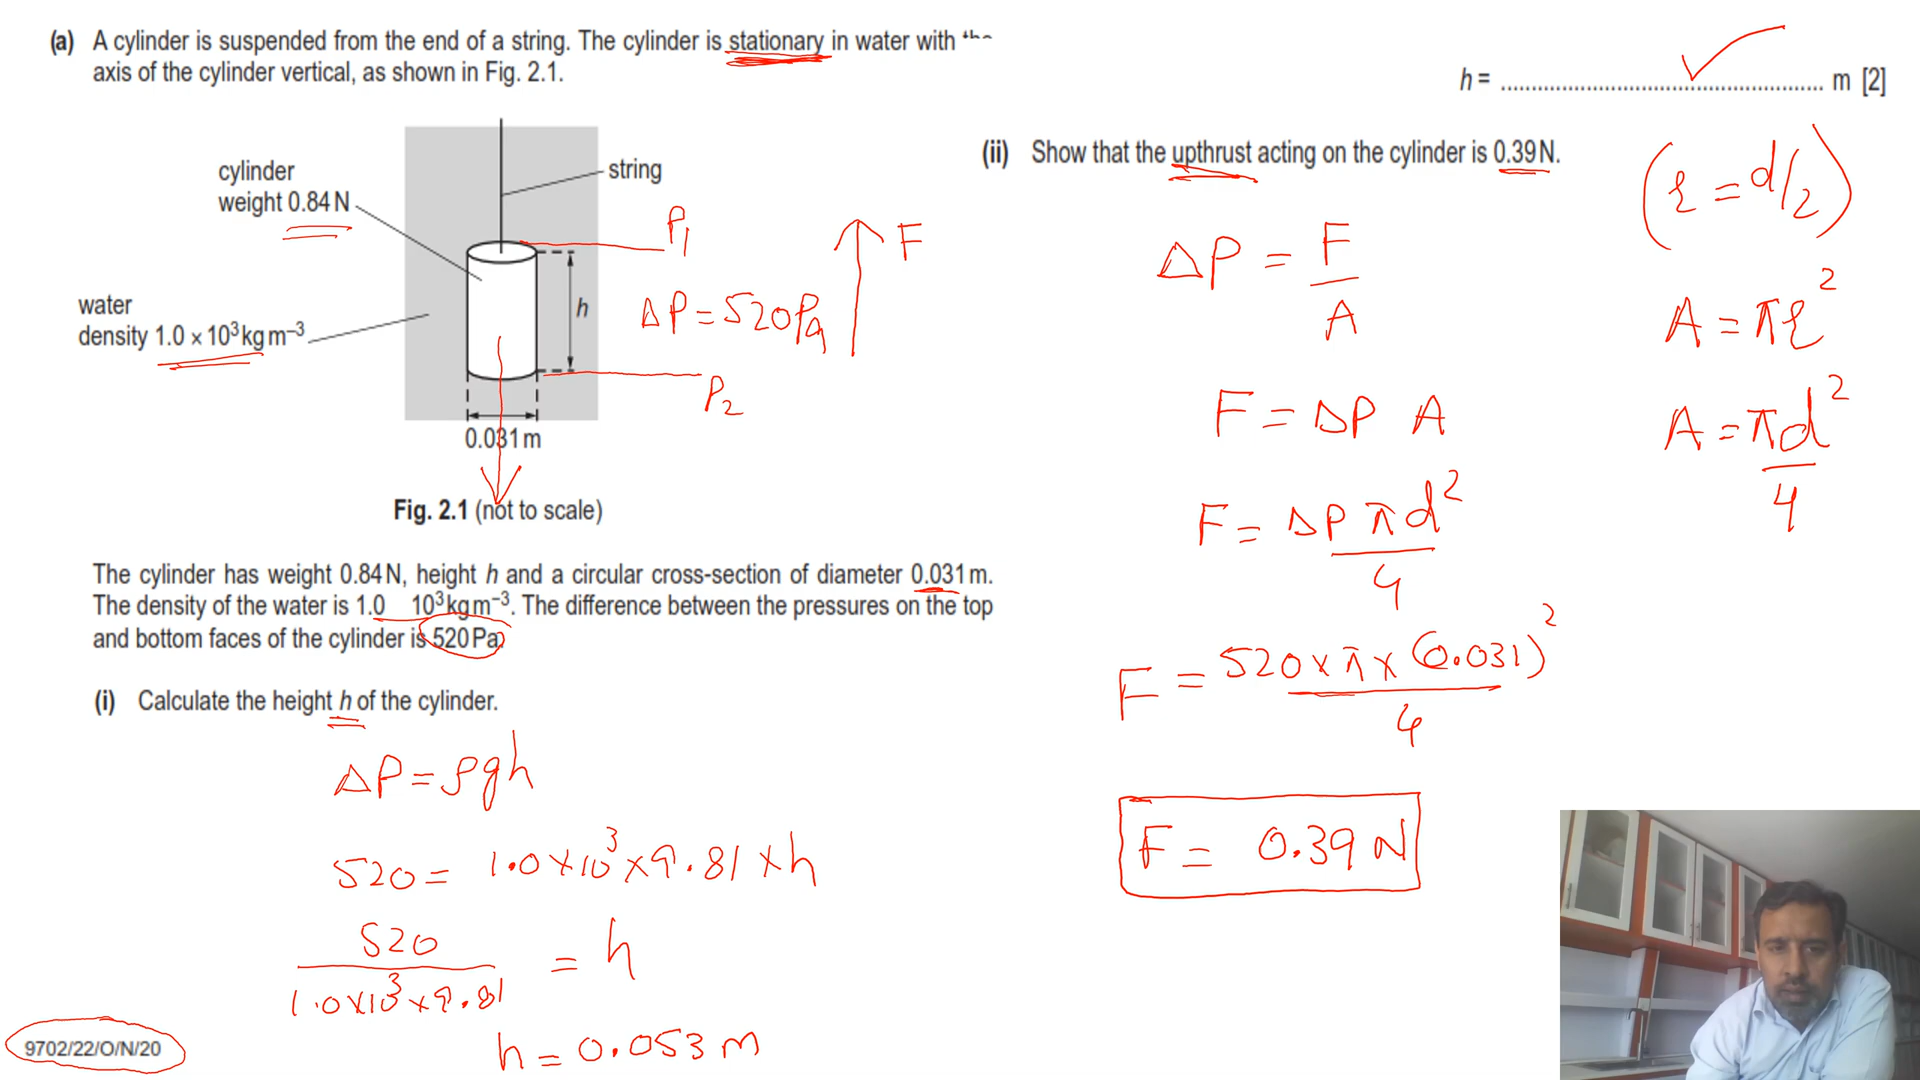 (a) A cylinder is suspended from the end of a string. The cylinder is stationary in water with
axis of the cylinder vertical, as shown in Fig. 2.1.
cylinder
weight 0.84 N
string
water
density 1.0 × 10³ kg m⁻³
h
0.031 m
P₁
ΔP = 520 Pa
P₂
F
Fig. 2.1 (not to scale)
The cylinder has weight 0.84 N, height h and a circular cross-section of diameter 0.031 m.
The density of the water is 1.0 10³ kg m⁻³. The difference between the pressures on the top
and bottom faces of the cylinder is 520 Pa.
(i) Calculate the height h of the cylinder.
ΔP = ρgh
520 = 1.0 × 10³ × 9.81 × h
520 / 1.0 × 10³ × 9.81 = h
h = 0.053 m
9702/22/O/N/20
h = .................... m [2]
(ii) Show that the upthrust acting on the cylinder is 0.39 N.
ΔP = F / A
F = ΔP A
F = ΔP πd² / 4
F = 520 × π × (0.031)² / 4
F = 0.39 N
(r = d/2)
A = πr²
A = πd² / 4